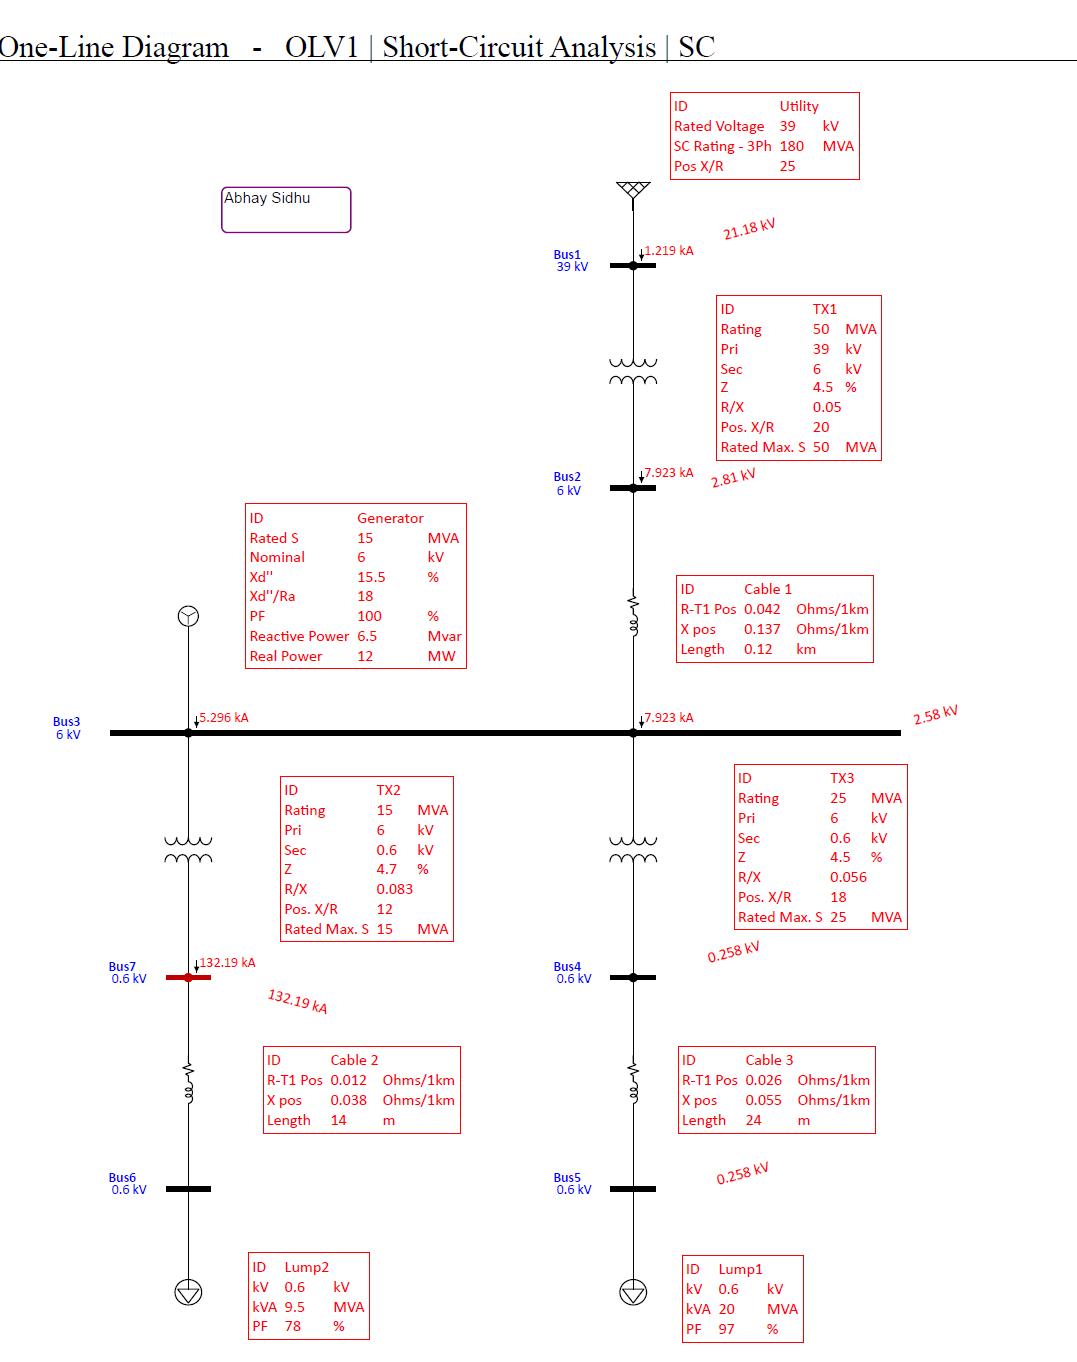 One-Line Diagram - OLV1 | Short-Circuit Analysis | SC
ID Utility
Rated Voltage 39 kV
SC Rating - 3Ph 180 MVA
Pos X/R 25
Abhay Sidhu
21.18 kV
Bus1
39 kV
1.219 kA
ID TX1
Rating 50 MVA
Pri 39 kV
Sec 6 kV
Z 4.5 %
R/X 0.05
Pos. X/R 20
Rated Max. S 50 MVA
Bus2
6 kV
7.923 kA
2.81 kV
ID Generator
Rated S 15 MVA
Nominal 6 kV
Xd" 15.5 %
Xd"/Ra 18
PF 100 %
Reactive Power 6.5 Mvar
Real Power 12 MW
ID Cable 1
R-T1 Pos 0.042 Ohms/1km
X pos 0.137 Ohms/1km
Length 0.12 km
Bus3
6 kV
5.296 kA
7.923 kA
2.58 kV
ID TX2
Rating 15 MVA
Pri 6 kV
Sec 0.6 kV
Z 4.7 %
R/X 0.083
Pos. X/R 12
Rated Max. S 15 MVA
ID TX3
Rating 25 MVA
Pri 6 kV
Sec 0.6 kV
Z 4.5 %
R/X 0.056
Pos. X/R 18
Rated Max. S 25 MVA
Bus7
0.6 kV
132.19 kA
132.19 kA
Bus4
0.6 kV
0.258 kV
ID Cable 2
R-T1 Pos 0.012 Ohms/1km
X pos 0.038 Ohms/1km
Length 14 m
ID Cable 3
R-T1 Pos 0.026 Ohms/1km
X pos 0.055 Ohms/1km
Length 24 m
Bus6
0.6 kV
Bus5
0.6 kV
0.258 kV
ID Lump2
kV 0.6 kV
kVA 9.5 MVA
PF 78 %
ID Lump1
kV 0.6 kV
kVA 20 MVA
PF 97 %